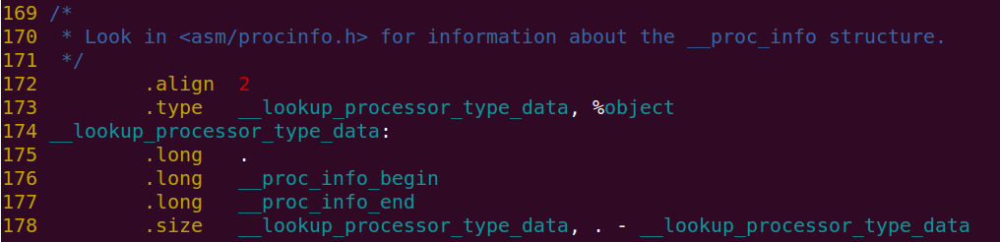 169 /*
170  * Look in <asm/procinfo.h> for information about the __proc_info structure.
171  */
172         .align  2
173         .type   __lookup_processor_type_data, %object
174 __lookup_processor_type_data:
175         .long   .
176         .long   __proc_info_begin
177         .long   __proc_info_end
178         .size   __lookup_processor_type_data, . - __lookup_processor_type_data